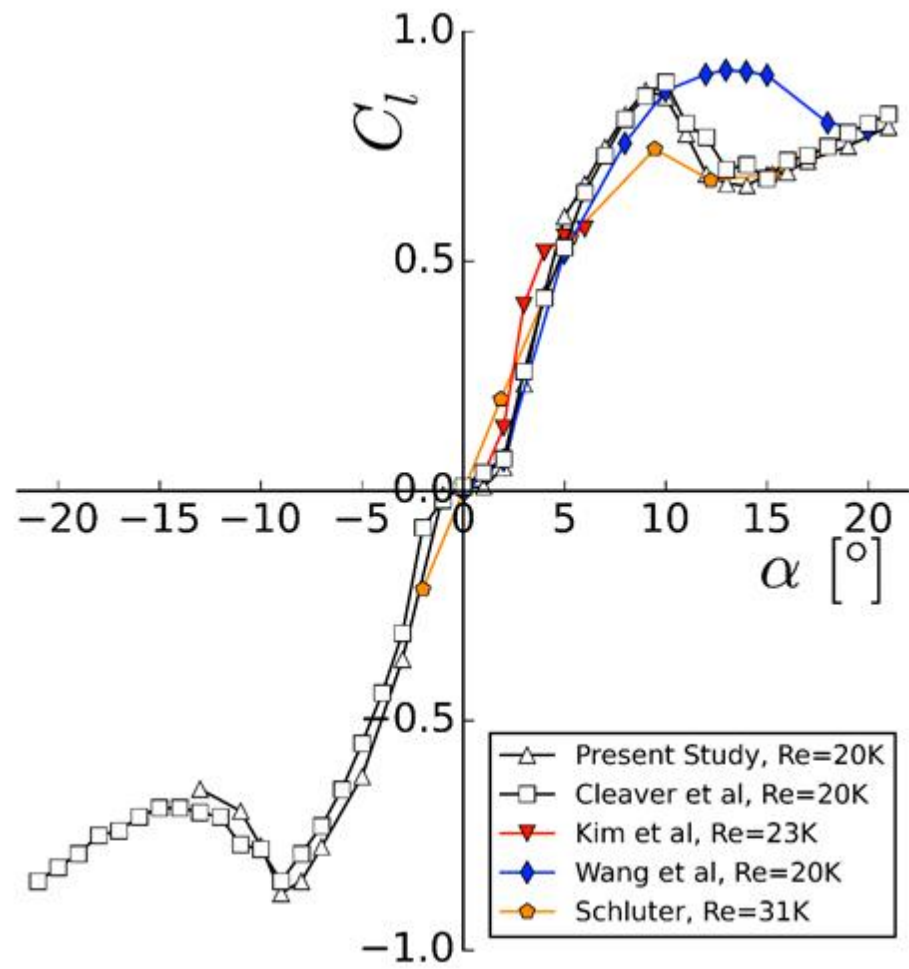 1.0
C_l
0.5
0.0
−20 −15 −10 −5 0 5 10 15 20
α [°]
−0.5
Present Study, Re=20K
Cleaver et al, Re=20K
Kim et al, Re=23K
Wang et al, Re=20K
Schluter, Re=31K
−1.0